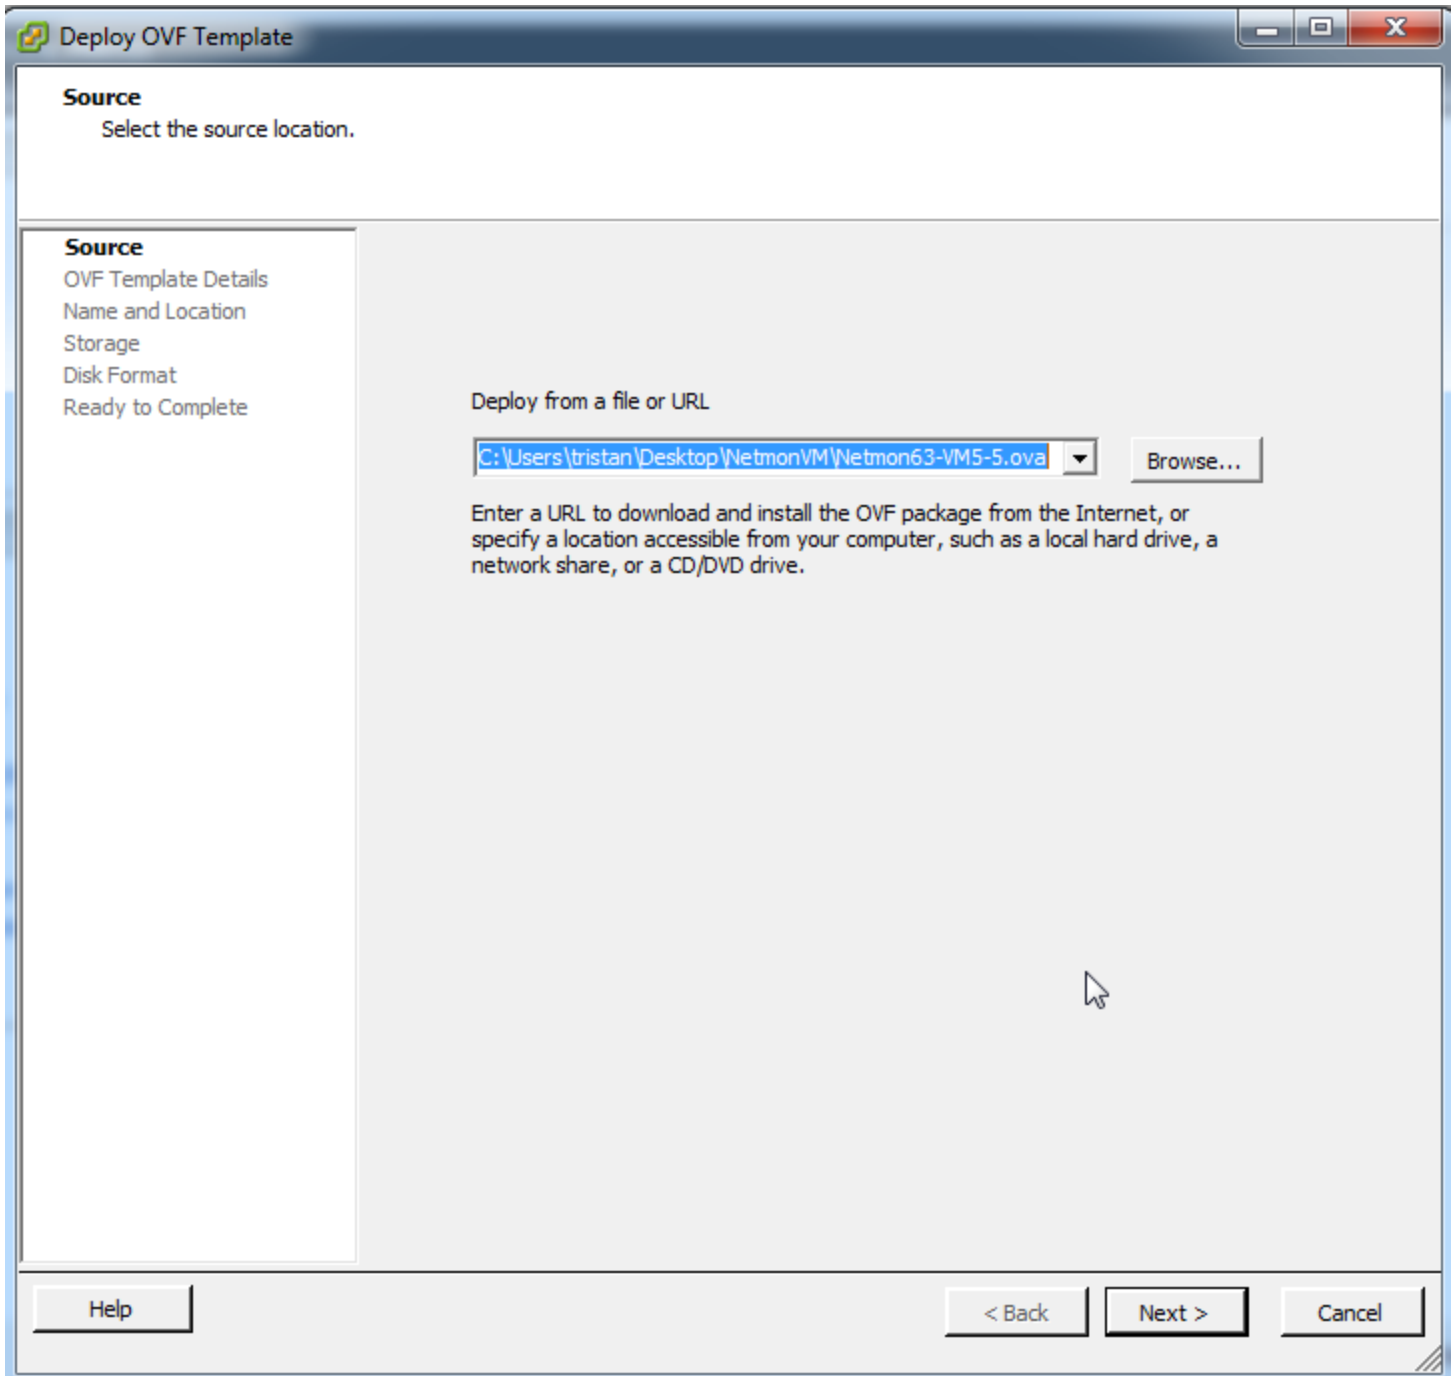 Deploy OVF Template
Source
Select the source location.
Source
OVF Template Details
Name and Location
Storage
Disk Format
Ready to Complete
Deploy from a file or URL
C:\Users\tristan\Desktop\NetmonVM\Netmon63-VM5-5.ova
Browse...
Enter a URL to download and install the OVF package from the Internet, or
specify a location accessible from your computer, such as a local hard drive, a
network share, or a CD/DVD drive.
Help
< Back
Next >
Cancel